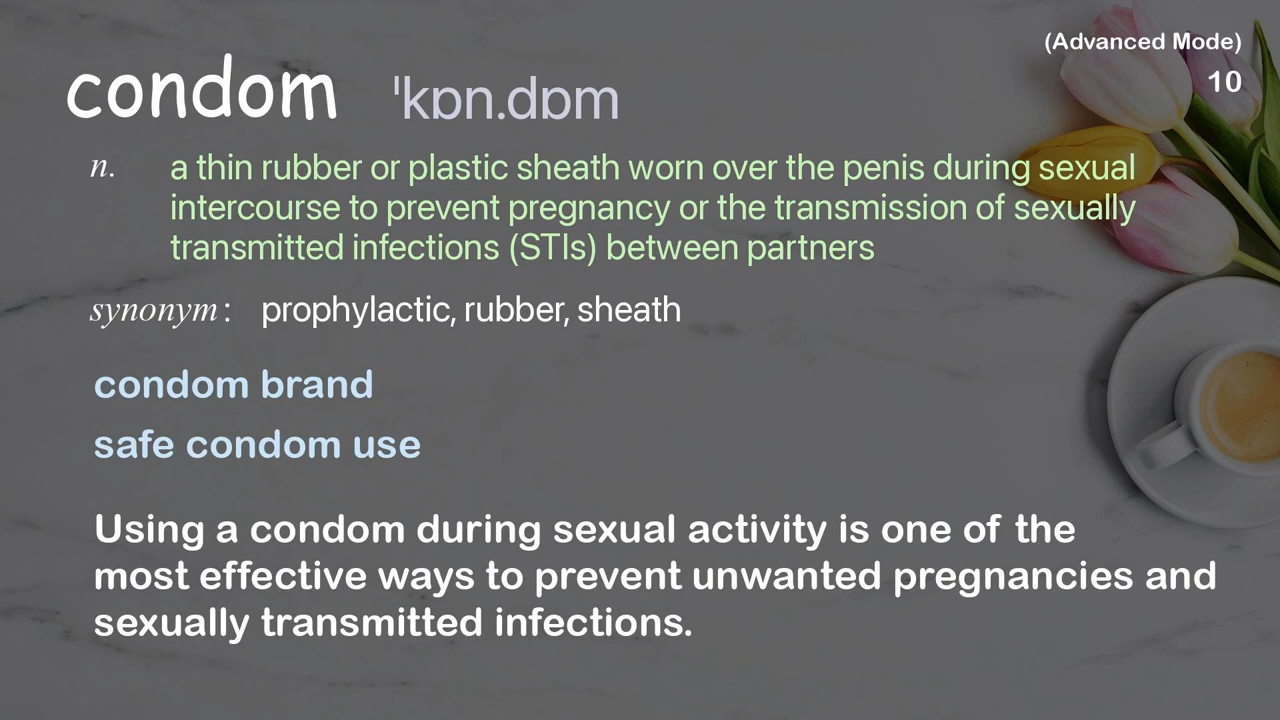 (Advanced Mode)
10
condom ˈkɒn.dɒm
n. a thin rubber or plastic sheath worn over the penis during sexual
intercourse to prevent pregnancy or the transmission of sexually
transmitted infections (STIs) between partners
synonym: prophylactic, rubber, sheath
condom brand
safe condom use
Using a condom during sexual activity is one of the
most effective ways to prevent unwanted pregnancies and
sexually transmitted infections.